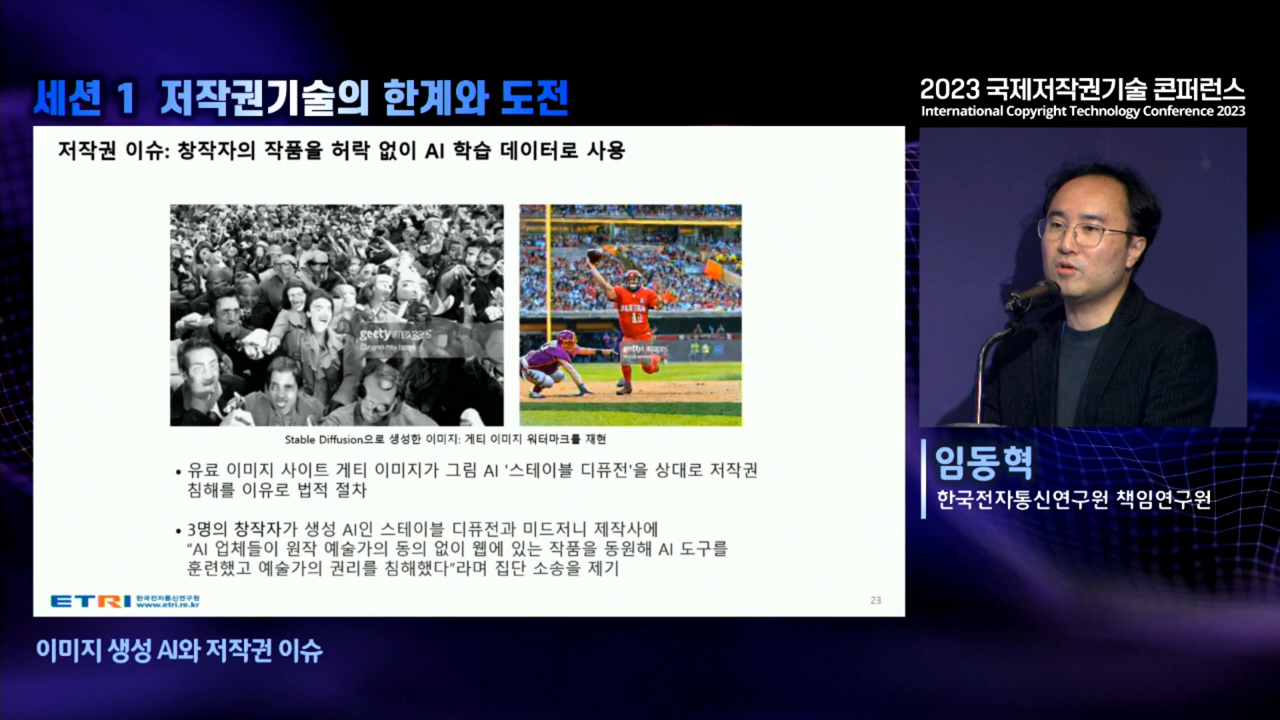 세션 1 저작권기술의 한계와 도전
2023 국제저작권기술 콘퍼런스
International Copyright Technology Conference 2023
저작권 이슈: 창작자의 작품을 허락 없이 AI 학습 데이터로 사용
Stable Diffusion으로 생성한 이미지: 게티 이미지 워터마크를 재현
• 유료 이미지 사이트 게티 이미지가 그림 AI '스테이블 디퓨전'을 상대로 저작권
침해를 이유로 법적 절차
• 3명의 창작자가 생성 AI인 스테이블 디퓨전과 미드저니 제작사에
“AI 업체들이 원작 예술가의 동의 없이 웹에 있는 작품을 동원해 AI 도구를
훈련했고 예술가의 권리를 침해했다”라며 집단 소송을 제기
ETRI 한국전자통신연구원
www.etri.re.kr
23
임동혁
한국전자통신연구원 책임연구원
이미지 생성 AI와 저작권 이슈